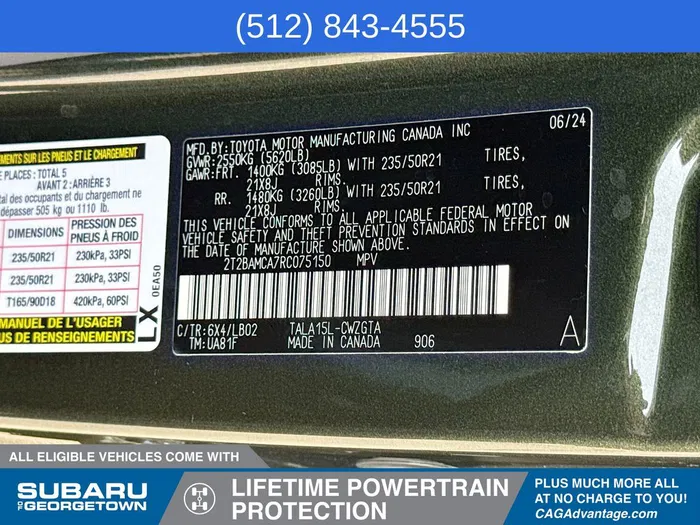 (512) 843-4555
EMENTS SUR LES PNEUS ET LE CHARGEMENT
PLACES : TOTAL 5
AVANT 2 : ARRIÈRE 3
tal des occupants et du chargement ne
dépasser 505 kg ou 1110 lb.
DIMENSIONS
PRESSION DES PNEUS À FROID
235/50R21 230kPa, 33PSI
235/50R21 230kPa, 33PSI
T165/90D18 420kPa, 60PSI
MANUEL DE L'USAGER
US DE RENSEIGNEMENTS
LX 0EA50
MFD.BY:TOYOTA MOTOR MANUFACTURING CANADA INC 06/24
GVWR:2550KG (5620LB)
GAWR:FRT. 1400KG (3085LB) WITH 235/50R21 TIRES,
21X8J RIMS.
RR. 1480KG (3260LB) WITH 235/50R21 TIRES,
21X8J RIMS.
THIS VEHICLE CONFORMS TO ALL APPLICABLE FEDERAL MOTOR
VEHICLE SAFETY AND THEFT PREVENTION STANDARDS IN EFFECT ON
THE DATE OF MANUFACTURE SHOWN ABOVE.
2T2BAMCA7RC075150 MPV
C/TR:6X4/LB02 TALA15L-CWZGTA
TM:UA81F MADE IN CANADA 906 A
ALL ELIGIBLE VEHICLES COME WITH
SUBARU
OF GEORGETOWN
LIFETIME POWERTRAIN
PROTECTION
PLUS MUCH MORE ALL
AT NO CHARGE TO YOU!
CAGAdvantage.com*